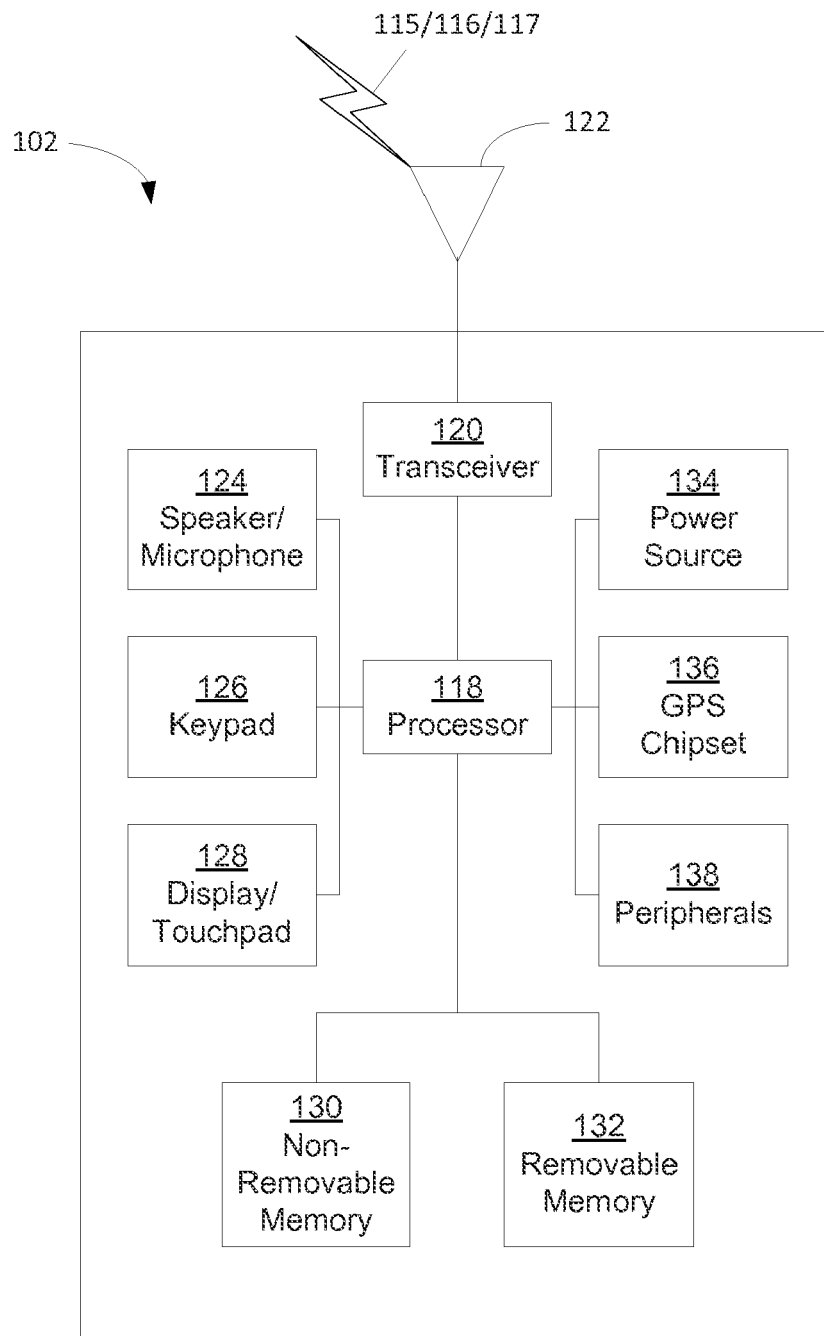 115/116/117
122
102
120
Transceiver
124
Speaker/
Microphone
134
Power
Source
126
Keypad
118
Processor
136
GPS
Chipset
128
Display/
Touchpad
138
Peripherals
130
Non-
Removable
Memory
132
Removable
Memory